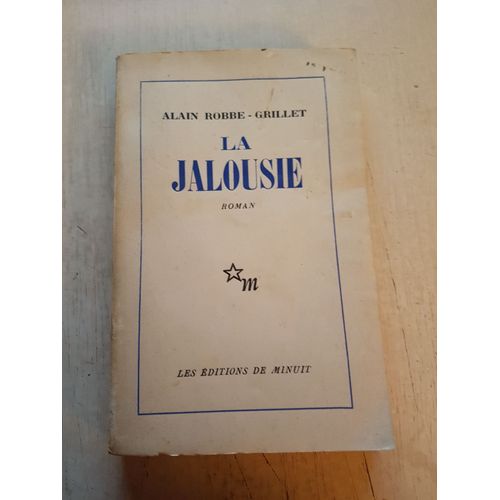 ALAIN ROBBE-GRILLET
LA
JALOUSIE
ROMAN
m
LES ÉDITIONS DE MINUIT